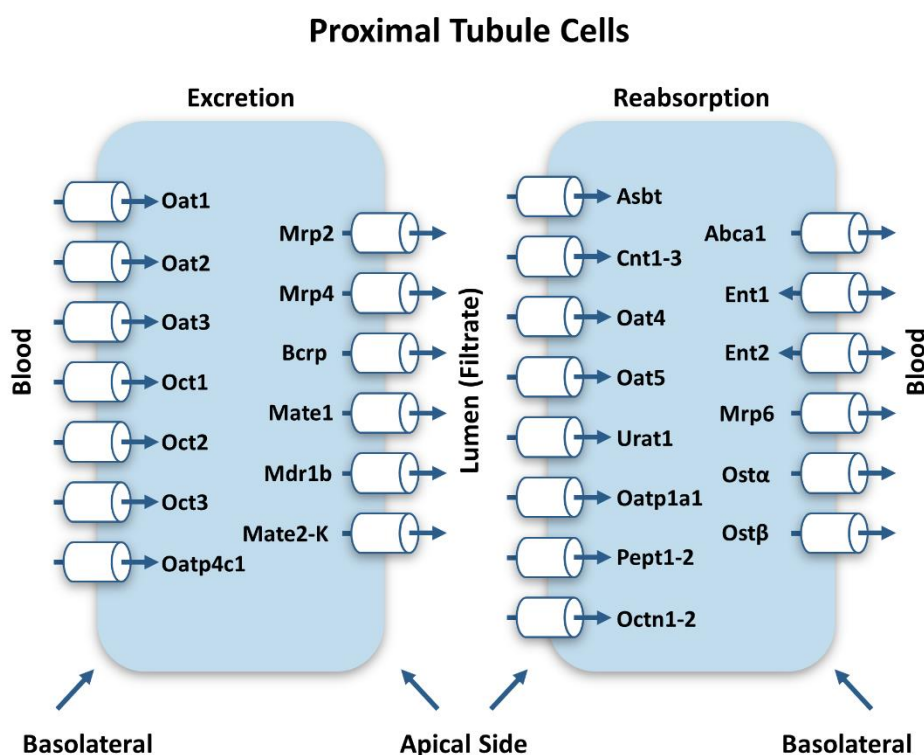 Proximal Tubule Cells
Excretion
Reabsorption
Blood
Oat1
Oat2
Oat3
Oct1
Oct2
Oct3
Oatp4c1
Mrp2
Mrp4
Bcrp
Mate1
Mdr1b
Mate2-K
Lumen (Filtrate)
Asbt
Cnt1-3
Oat4
Oat5
Urat1
Oatp1a1
Pept1-2
Octn1-2
Abca1
Ent1
Ent2
Mrp6
Ostα
Ostβ
Blood
Basolateral
Apical Side
Basolateral